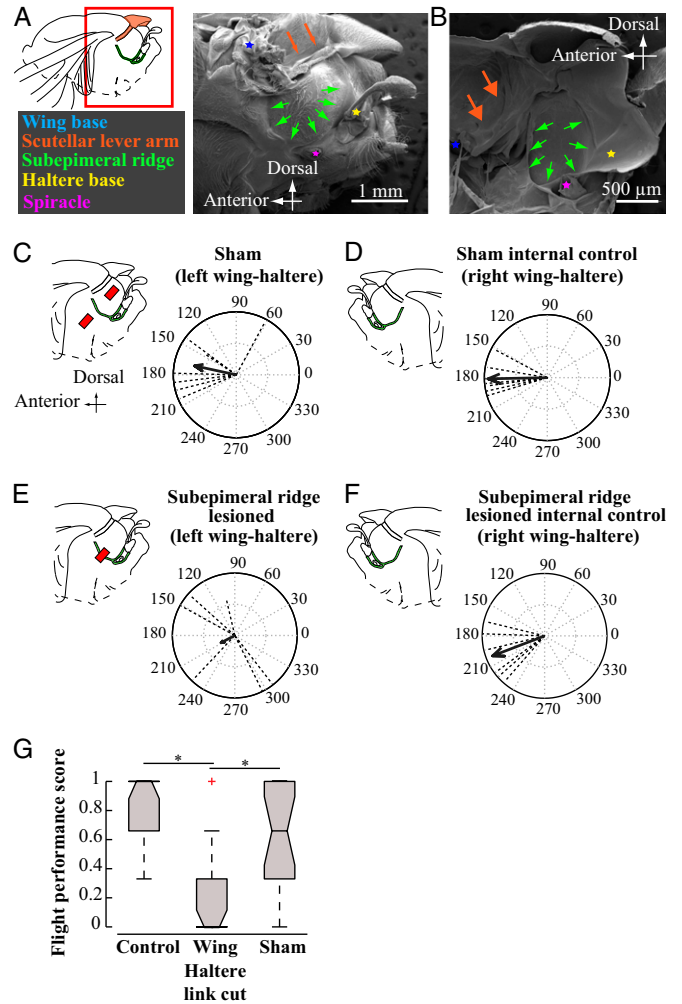 A
Wing base
Scutellar lever arm
Subepimeral ridge
Haltere base
Spiracle
Dorsal
Anterior
1 mm
B
Dorsal
Anterior
500 µm
C
Sham
(left wing-haltere)
90
120
60
150
30
180
0
210
330
240
300
270
Dorsal
Anterior
D
Sham internal control
(right wing-haltere)
90
120
60
150
30
180
0
210
330
240
300
270
E
Subepimeral ridge
lesioned
(left wing-haltere)
90
120
60
150
30
180
0
210
330
240
300
270
F
Subepimeral ridge
lesioned internal control
(right wing-haltere)
90
120
60
150
30
180
0
210
330
240
300
270
G
Flight performance score
1
0.8
0.6
0.4
0.2
0
*
*
+
Control
Wing
Haltere
link cut
Sham